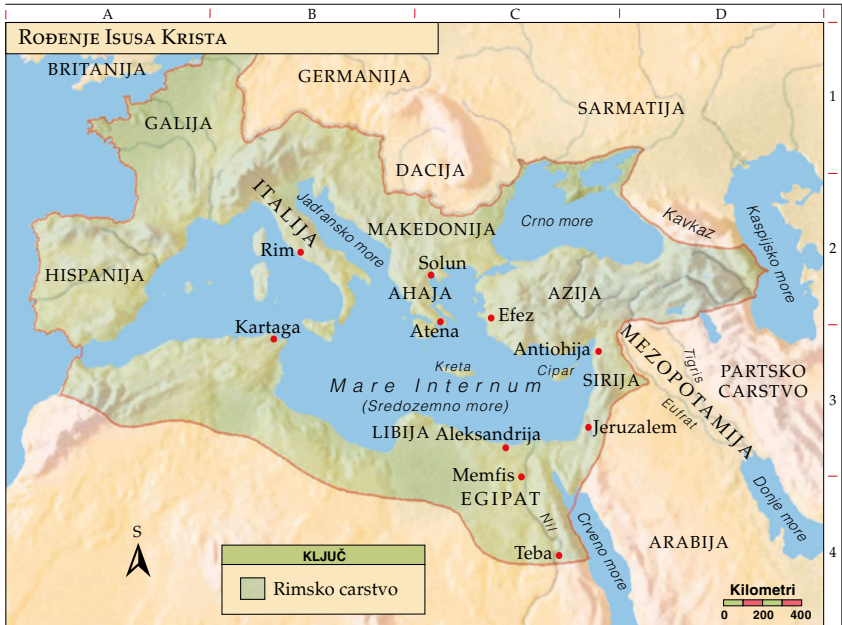 A B C D
ROĐENJE ISUSA KRISTA
BRITANIJA
GERMANIJA
1
SARMATIJA
GALIJA
DACIJA
ITALIJA
Jadransko more
MAKEDONIJA
Crno more
Kavkaz
Kaspijsko more
2
Rim
Solun
HISPANIJA
AHAJA
AZIJA
Efez
Kartaga
Atena
Antiohija
MEZOPOTAMIJA
Tigris
Kreta
Cipar
PARTSKO
CARSTVO
Mare Internum
(Sredozemno more)
SIRIJA
3
Eufrat
LIBIJA
Aleksandrija
Jeruzalem
Memfis
EGIPAT
Donje more
Nil
Crveno more
S
ARABIJA
4
Teba
KLJUČ
Rimsko carstvo
Kilometri
0 200 400